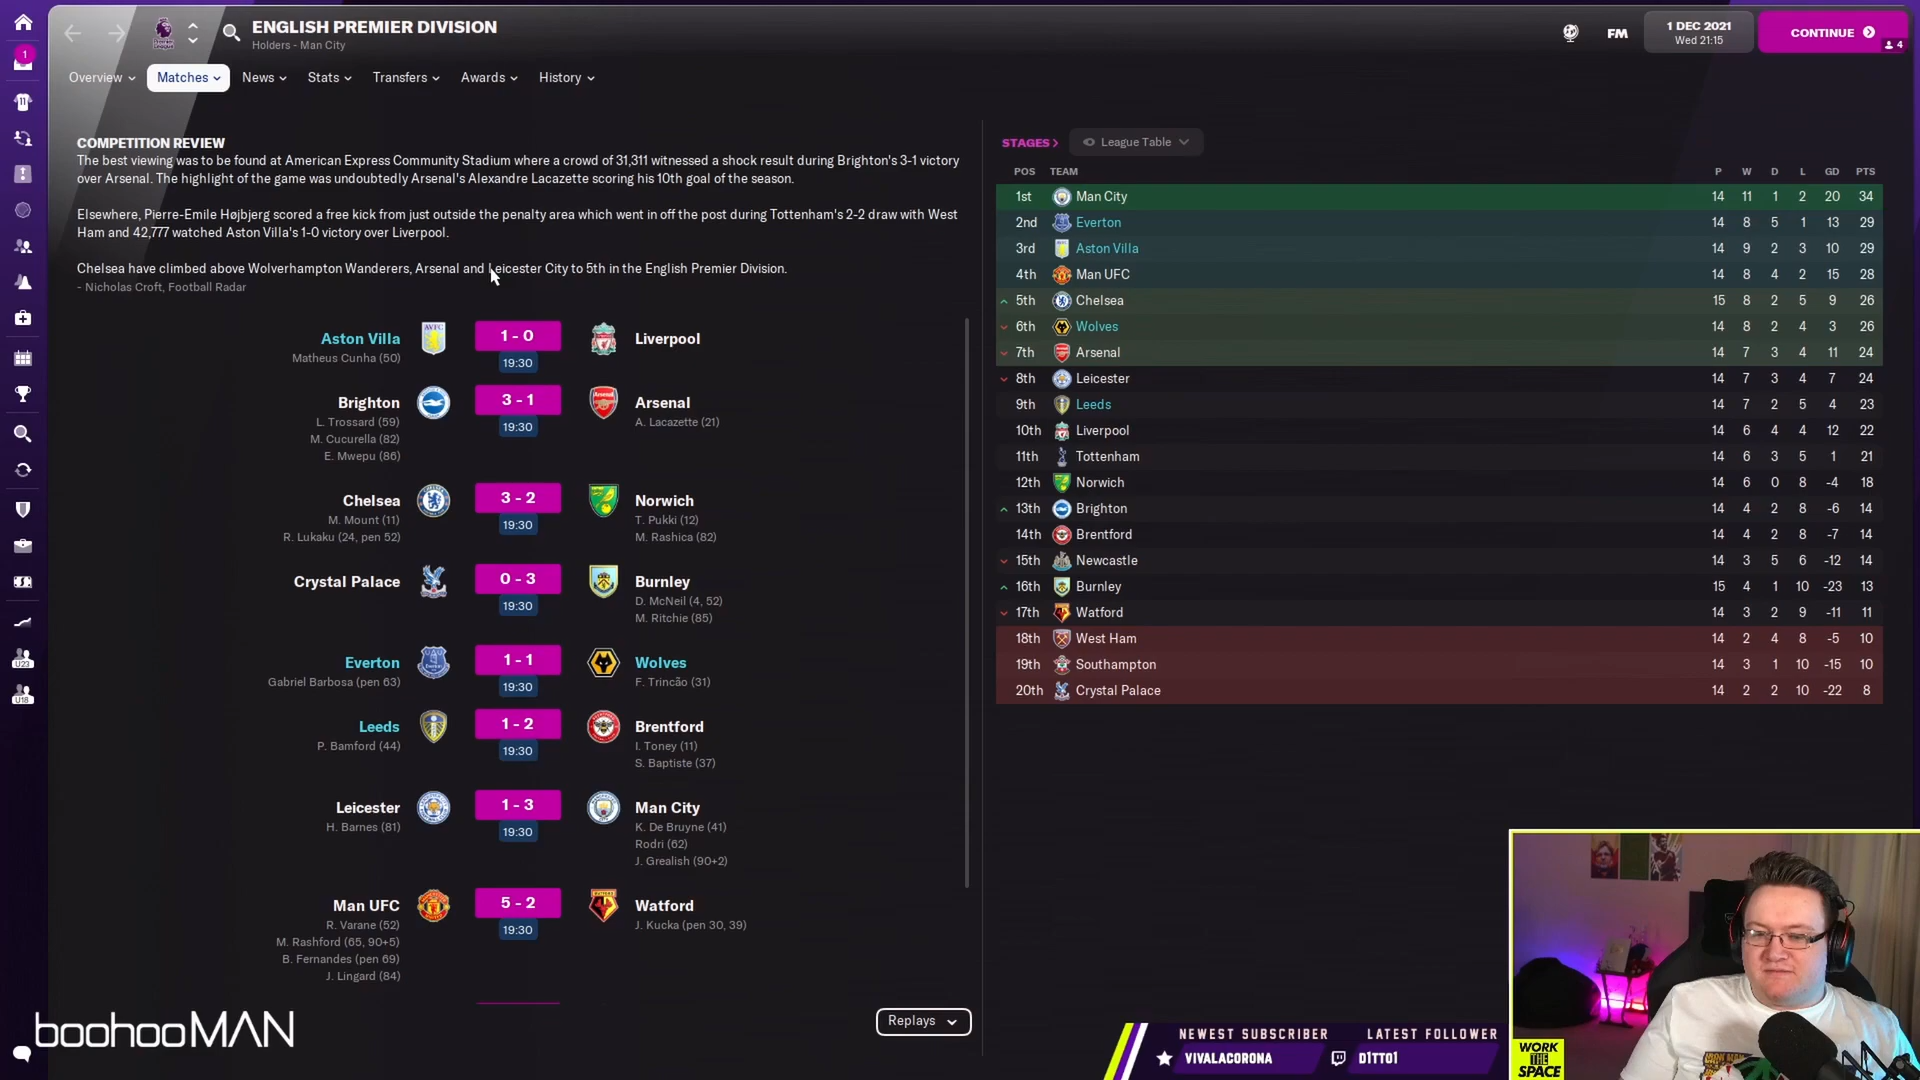 ENGLISH PREMIER DIVISION
Holders - Man City
FM
1 DEC 2021
Wed 21:15
CONTINUE
4
1
Overview
Matches
News
Stats
Transfers
Awards
History
COMPETITION REVIEW
The best viewing was to be found at American Express Community Stadium where a crowd of 31,311 witnessed a shock result during Brighton's 3-1 victory
over Arsenal. The highlight of the game was undoubtedly Arsenal's Alexandre Lacazette scoring his 10th goal of the season.
Elsewhere, Pierre-Emile Højbjerg scored a free kick from just outside the penalty area which went in off the post during Tottenham's 2-2 draw with West
Ham and 42,777 watched Aston Villa's 1-0 victory over Liverpool.
Chelsea have climbed above Wolverhampton Wanderers, Arsenal and Leicester City to 5th in the English Premier Division.
- Nicholas Croft, Football Radar
Aston Villa 1 - 0 Liverpool
Matheus Cunha (50) 19:30
Brighton 3 - 1 Arsenal
L. Trossard (59) 19:30 A. Lacazette (21)
M. Cucurella (82)
E. Mwepu (86)
Chelsea 3 - 2 Norwich
M. Mount (11) 19:30 T. Pukki (12)
R. Lukaku (24, pen 52) M. Rashica (82)
Crystal Palace 0 - 3 Burnley
19:30 D. McNeil (4, 52)
M. Ritchie (85)
Everton 1 - 1 Wolves
Gabriel Barbosa (pen 63) 19:30 F. Trincão (31)
Leeds 1 - 2 Brentford
P. Bamford (44) 19:30 I. Toney (11)
S. Baptiste (37)
Leicester 1 - 3 Man City
H. Barnes (81) 19:30 K. De Bruyne (41)
Rodri (62)
J. Grealish (90+2)
Man UFC 5 - 2 Watford
R. Varane (52) 19:30 J. Kucka (pen 30, 39)
M. Rashford (65, 90+5)
B. Fernandes (pen 69)
J. Lingard (84)
Replays
STAGES
League Table
POS TEAM P W D L GD PTS
1st Man City 14 11 1 2 20 34
2nd Everton 14 8 5 1 13 29
3rd Aston Villa 14 9 2 3 10 29
4th Man UFC 14 8 4 2 15 28
5th Chelsea 15 8 2 5 9 26
6th Wolves 14 8 2 4 3 26
7th Arsenal 14 7 3 4 11 24
8th Leicester 14 7 3 4 7 24
9th Leeds 14 7 2 5 4 23
10th Liverpool 14 6 4 4 12 22
11th Tottenham 14 6 3 5 1 21
12th Norwich 14 6 0 8 -4 18
13th Brighton 14 4 2 8 -6 14
14th Brentford 14 4 2 8 -7 14
15th Newcastle 14 3 5 6 -12 14
16th Burnley 15 4 1 10 -23 13
17th Watford 14 3 2 9 -11 11
18th West Ham 14 2 4 8 -5 10
19th Southampton 14 3 1 10 -15 10
20th Crystal Palace 14 2 2 10 -22 8
U23
U18
boohooMAN
NEWEST SUBSCRIBER
VIVALACORONA
LATEST FOLLOWER
D1TTO1
WORK
THE
SPACE